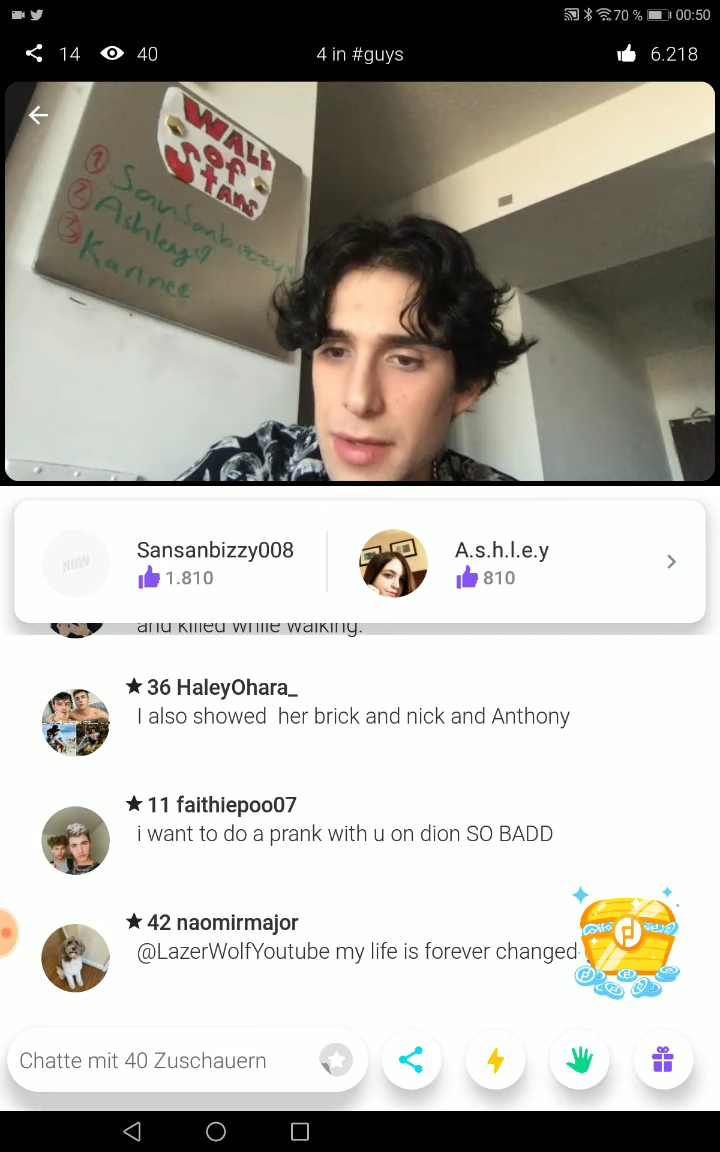 70 % 00:50
14 40 4 in #guys 6.218
WALL
of
STARS
1 Sansanbizzy
2 Ashley
3 Karinee
NOW
Sansanbizzy008
1.810
A.s.h.l.e.y
810
and killed while walking.
36 HaleyOhara_
I also showed her brick and nick and Anthony
11 faithiepoo07
i want to do a prank with u on dion SO BADD
42 naomirmajor
@LazerWolfYoutube my life is forever changed
Chatte mit 40 Zuschauern